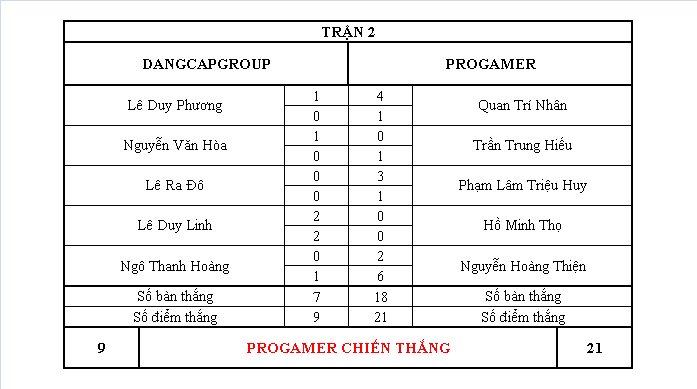 TRẬN 2
DANGCAPGROUP PROGAMER
Lê Duy Phương 1 4 Quan Trí Nhân
0 1
Nguyễn Văn Hòa 1 0 Trần Trung Hiếu
0 1
Lê Ra Đô 0 3 Phạm Lâm Triệu Huy
0 1
Lê Duy Linh 2 0 Hồ Minh Thọ
2 0
Ngô Thanh Hoàng 0 2 Nguyễn Hoàng Thiện
1 6
Số bàn thắng 7 18 Số bàn thắng
Số điểm thắng 9 21 Số điểm thắng
9 PROGAMER CHIẾN THẮNG 21